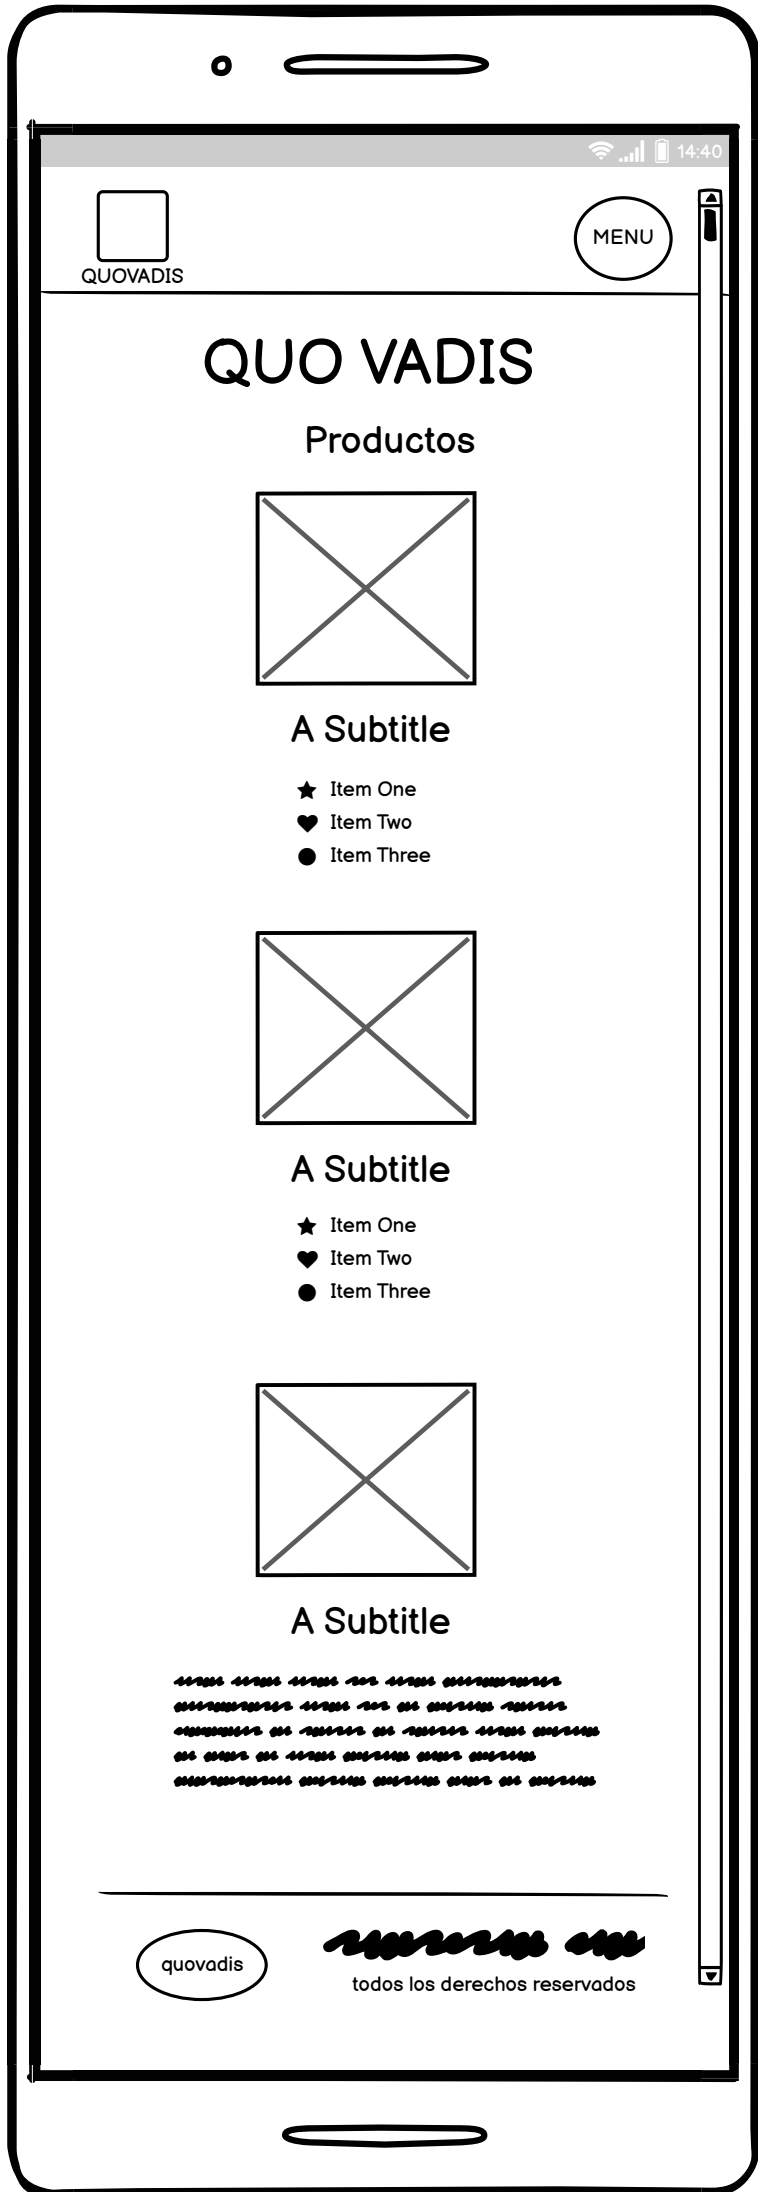 14:40
QUOVADIS
MENU
QUO VADIS
Productos
A Subtitle
Item One
Item Two
Item Three
A Subtitle
Item One
Item Two
Item Three
A Subtitle
quovadis
todos los derechos reservados